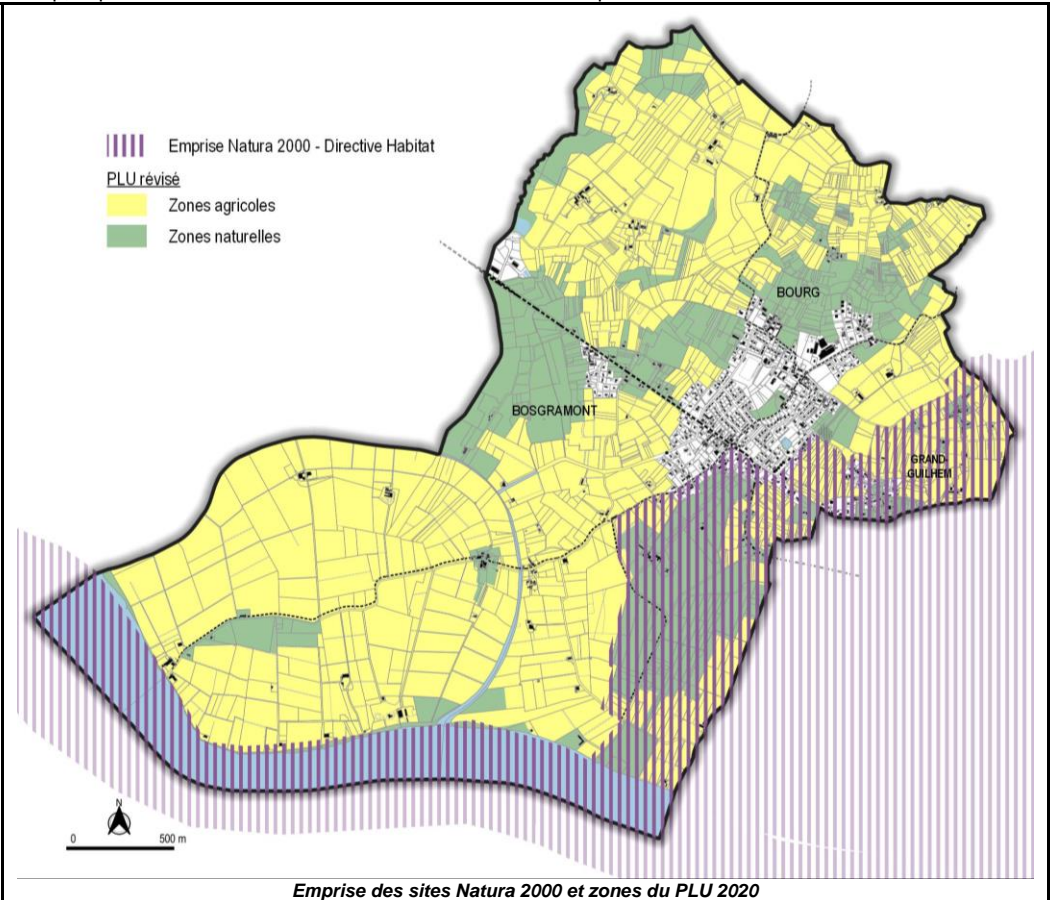 Emprise Natura 2000 - Directive Habitat
PLU révisé
Zones agricoles
Zones naturelles
BOURG
BOSGRAMONT
GRAND
GUILHEM
N
0 500 m
Emprise des sites Natura 2000 et zones du PLU 2020